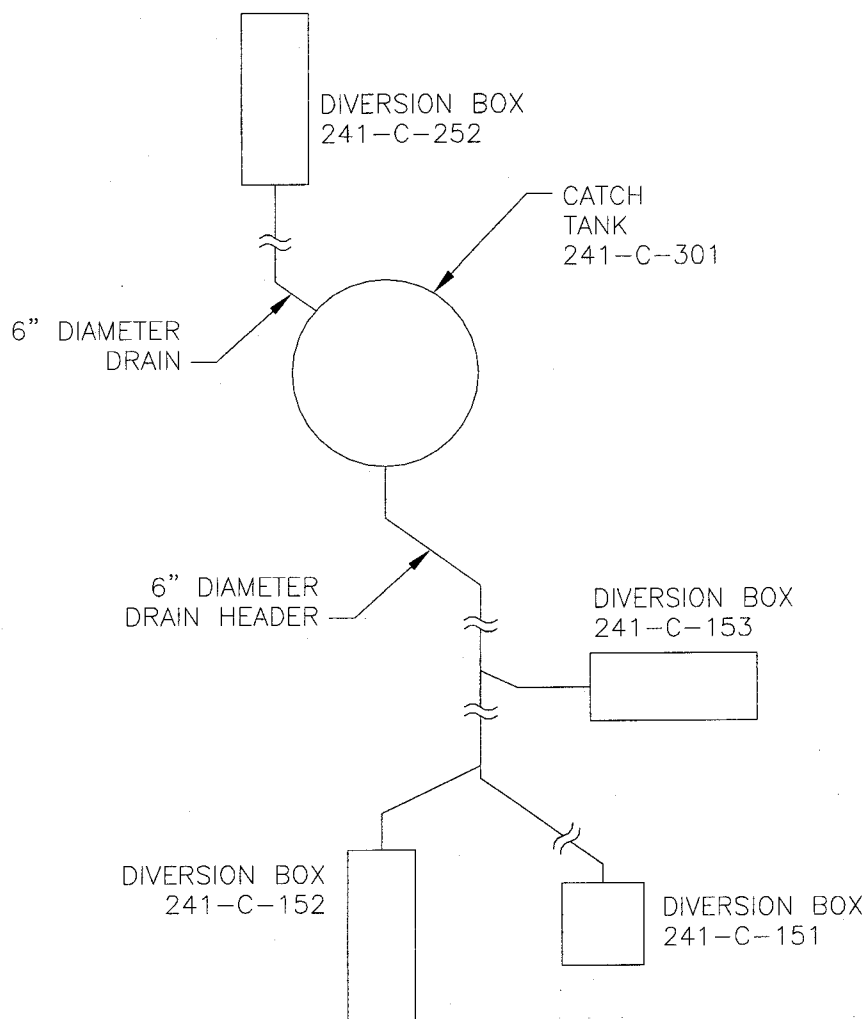 DIVERSION BOX
241-C-252
CATCH
TANK
241-C-301
6” DIAMETER
DRAIN
6” DIAMETER
DRAIN HEADER
DIVERSION BOX
241-C-153
DIVERSION BOX
241-C-152
DIVERSION BOX
241-C-151